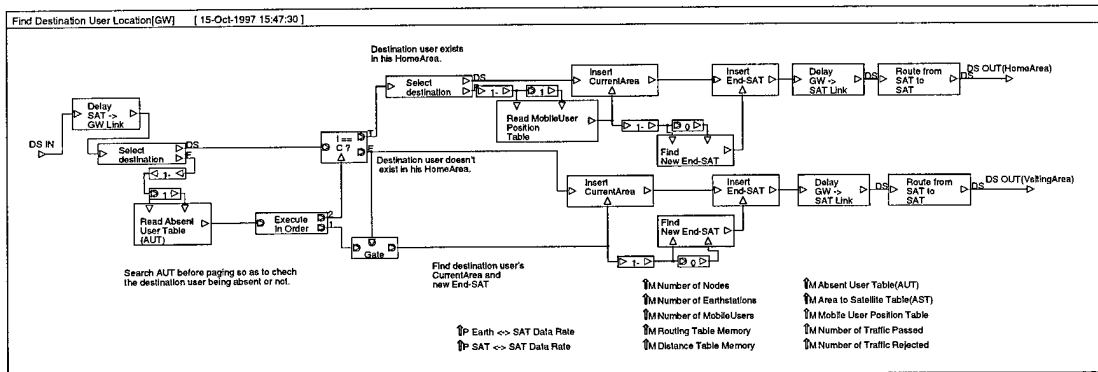 Find Destination User Location[GW] [ 15-Oct-1997 15:47:30 ]
Destination user exists
in his HomeArea.
DS IN
Delay
SAT ->
GW Link
Select
destination
DS
F
1-
1
Read Absent
User Table
(AUT)
Search AUT before paging so as to chech
the destination user being absent or not.
Execute
In Order
2
1
I ==
C ?
T
F
Gate
Destination user doesn't
exist in his HomeArea.
Select
destination
DS
1-
1
Read MobileUser
Position
Table
Insert
CurrentArea
1-
0
Find
New End-SAT
Insert
End-SAT
Delay
GW ->
SAT Link
DS
Route from
SAT to
SAT
DS
DS OUT(HomeArea)
Insert
CurrentArea
Insert
End-SAT
Delay
GW ->
SAT Link
DS
Route from
SAT to
SAT
DS
DS OUT(VsitingArea)
Find
New End-SAT
1-
0
Find destination user's
CurrentArea and
new End-SAT
P Earth <-> SAT Data Rate
P SAT <-> SAT Data Rate
M Number of Nodes
M Number of Earthstations
M Number of MobileUsers
M Routing Table Memory
M Distance Table Memory
M Absent User Table(AUT)
M Area to Satellite Table(AST)
M Mobile User Position Table
M Number of Traffic Passed
M Number of Traffic Rejected